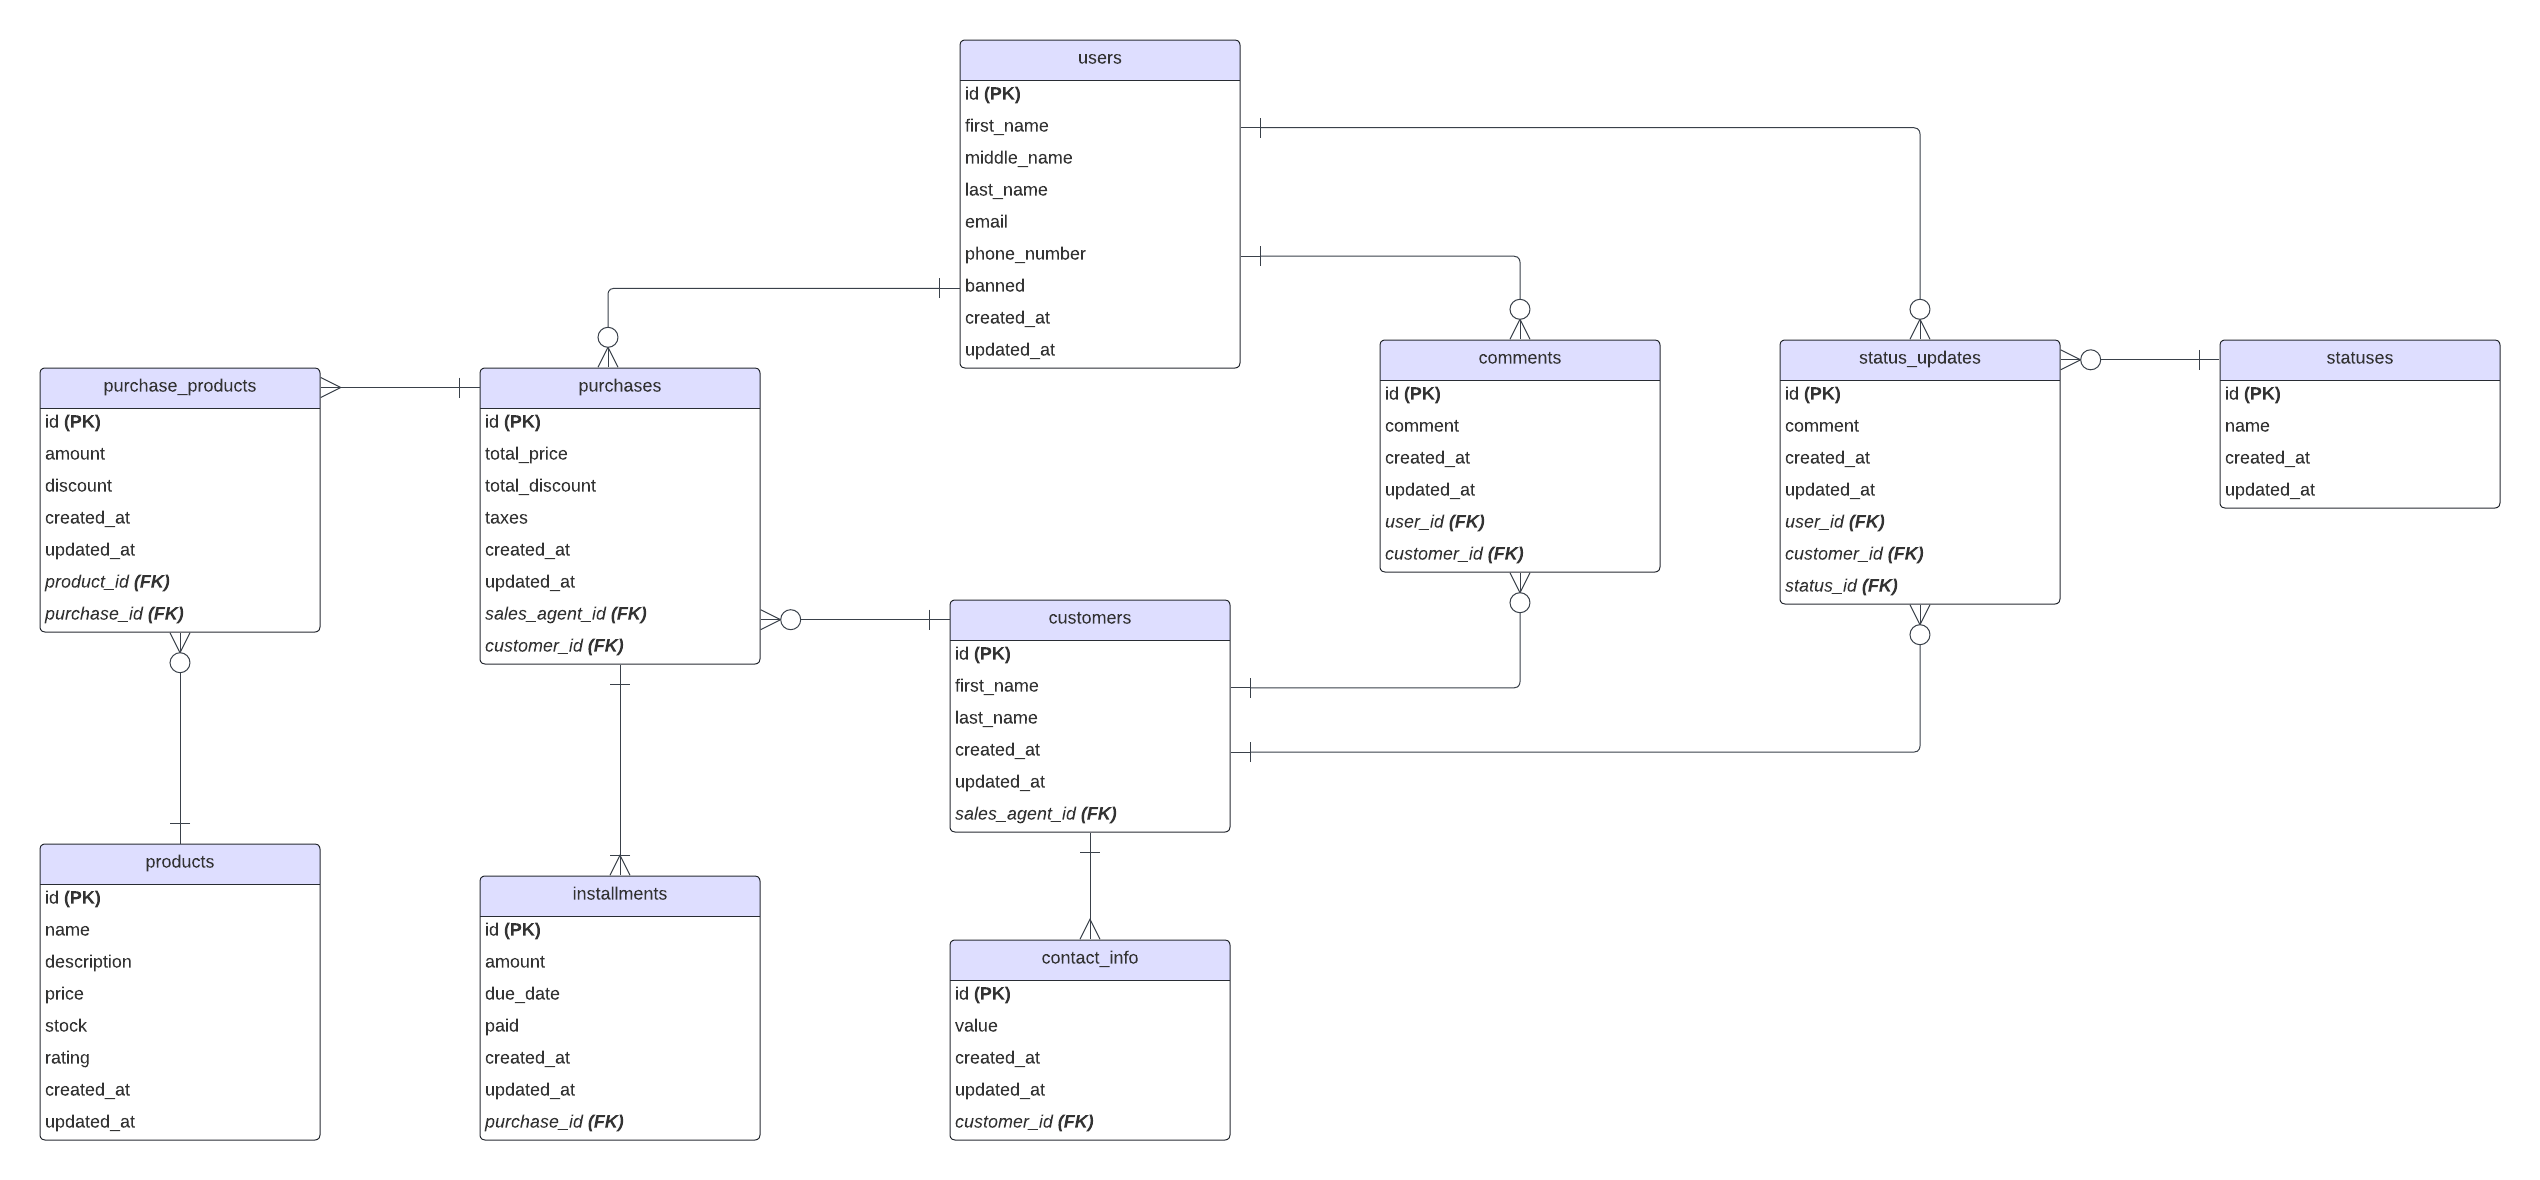 users
id (PK)
first_name
middle_name
last_name
email
phone_number
banned
created_at
updated_at
purchase_products
id (PK)
amount
discount
created_at
updated_at
product_id (FK)
purchase_id (FK)
purchases
id (PK)
total_price
total_discount
taxes
created_at
updated_at
sales_agent_id (FK)
customer_id (FK)
comments
id (PK)
comment
created_at
updated_at
user_id (FK)
customer_id (FK)
status_updates
id (PK)
comment
created_at
updated_at
user_id (FK)
customer_id (FK)
status_id (FK)
statuses
id (PK)
name
created_at
updated_at
customers
id (PK)
first_name
last_name
created_at
updated_at
sales_agent_id (FK)
products
id (PK)
name
description
price
stock
rating
created_at
updated_at
installments
id (PK)
amount
due_date
paid
created_at
updated_at
purchase_id (FK)
contact_info
id (PK)
value
created_at
updated_at
customer_id (FK)